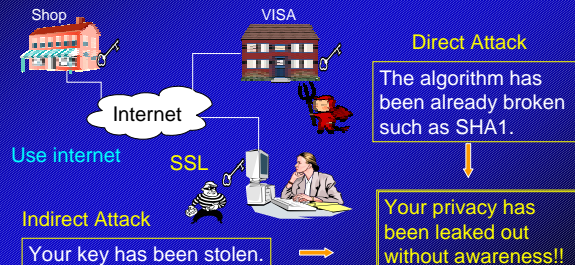 Shop
VISA
Direct Attack
The algorithm has
been already broken
such as SHA1.
Internet
Use internet
SSL
Indirect Attack
Your key has been stolen.
Your privacy has
been leaked out
without awareness!!